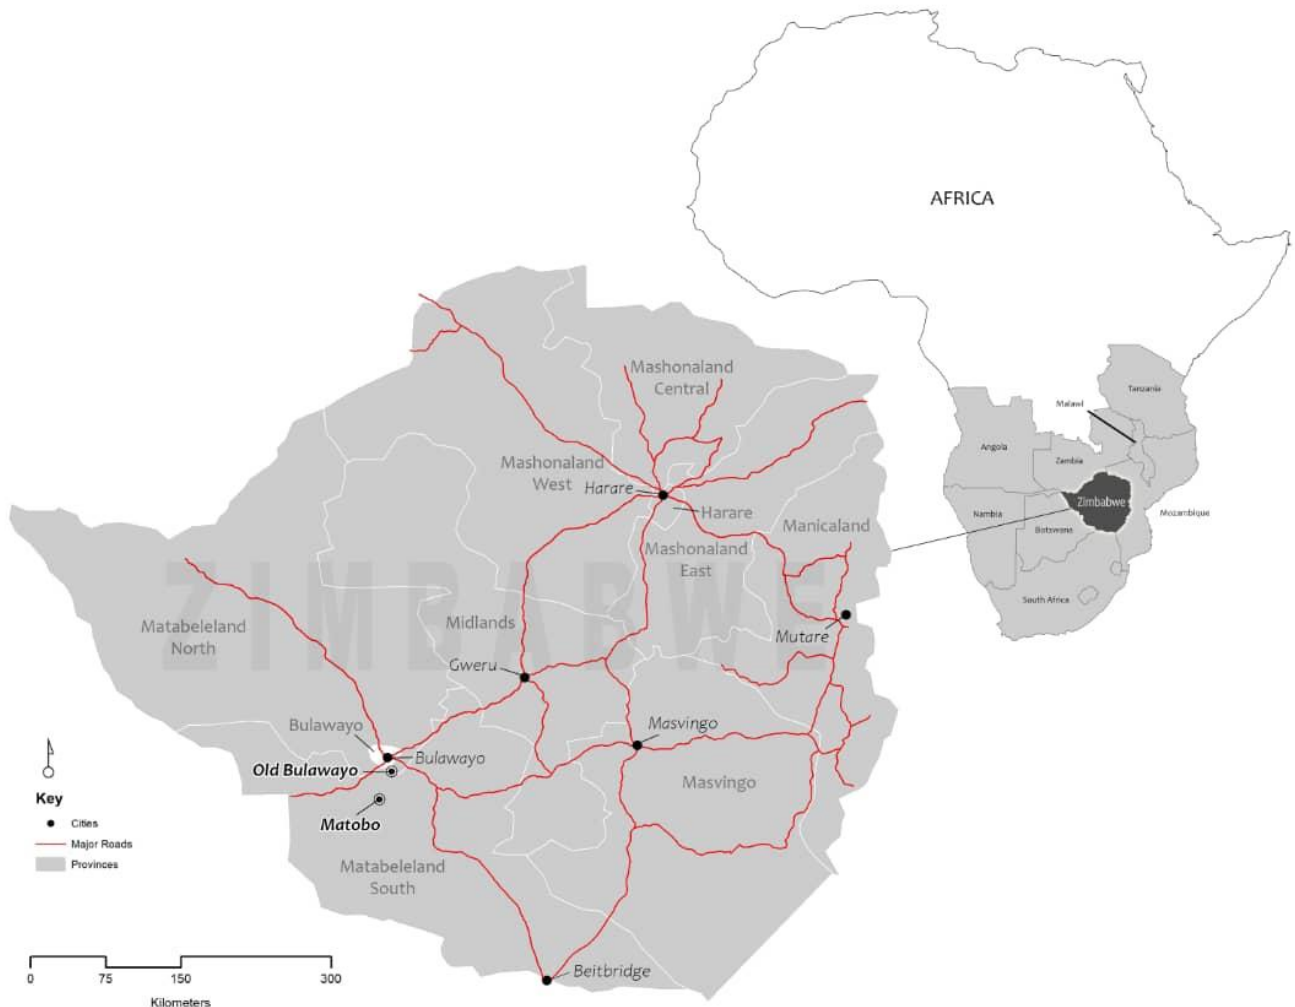 AFRICA
Tanzania
Malawi
Angola
Zambia
Zimbabwe
Mozambique
Nambia
Botswana
South Africa
ZIMBABWE
Mashonaland
Central
Mashonaland
West
Harare
Harare
Manicaland
Mashonaland
East
Matabeleland
North
Midlands
Mutare
Gweru
Bulawayo
Masvingo
Bulawayo
Old Bulawayo
Masvingo
Matobo
Matabeleland
South
Beitbridge
Key
Cities
Major Roads
Provinces
0 75 150 300
Kilometers